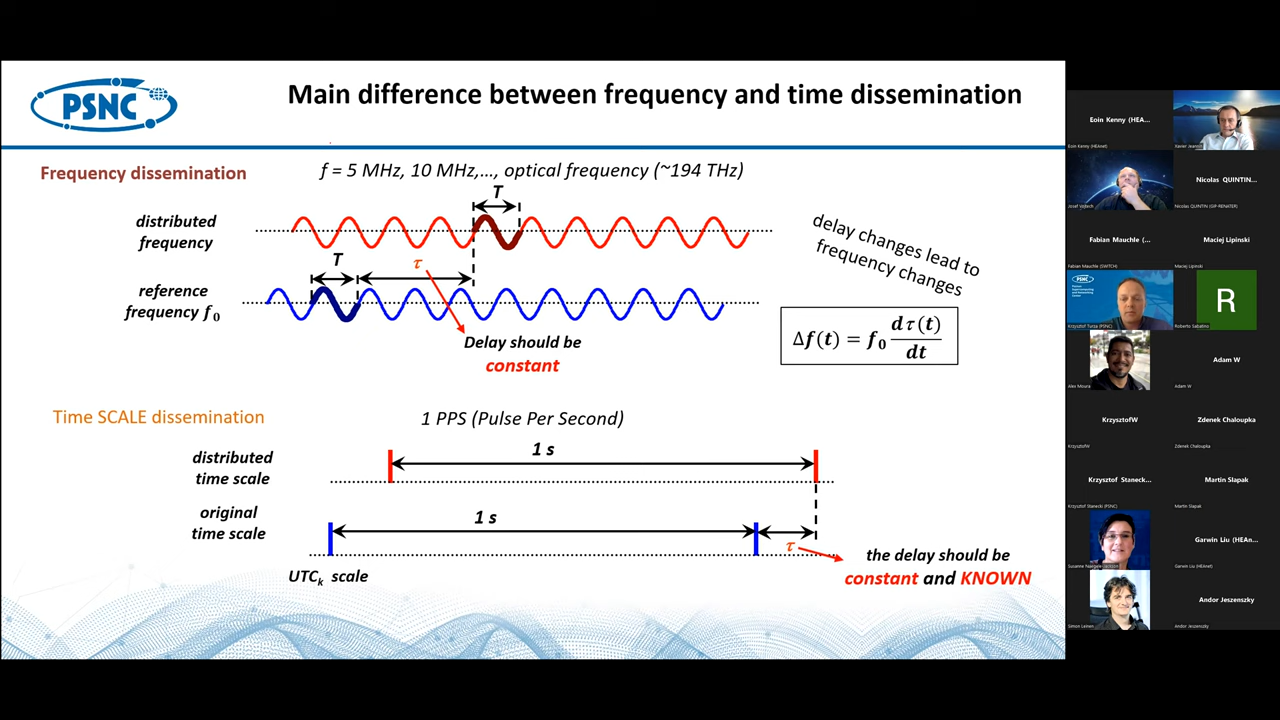 PSNC
Main difference between frequency and time dissemination
Frequency dissemination
f = 5 MHz, 10 MHz,..., optical frequency (~194 THz)
T
distributed
frequency
T
τ
reference
frequency f₀
Delay should be
constant
delay changes lead to
frequency changes
Δf(t) = f₀ dτ(t)/dt
Time SCALE dissemination
1 PPS (Pulse Per Second)
distributed
time scale
1 s
original
time scale
1 s
τ
the delay should be
constant and KNOWN
UTCₖ scale
Eoin Kenny (HEA...
Eoin Kenny (HEAnet)
Nicolas QUINTIN...
Nicolas QUINTIN (GIP-RENATER)
Josef Vojtech
Fabian Mauchle (...
Fabian Mauchle (SWITCH)
Maciej Lipinski
Maciej Lipinski
PSNC
Krzysztof Turza (PSNC)
R
Roberto Sabatino
Alex Moura
Adam W
Adam W
KrzysztofW
KrzysztofW
Zdenek Chaloupka
Zdenek Chaloupka
Krzysztof Staneck...
Krzysztof Stanecki (PSNC)
Martin Slapak
Martin Slapak
Garwin Liu (HEAn...
Garwin Liu (HEAnet)
Simon Leinen
Andor Jeszenszky
Andor Jeszenszky